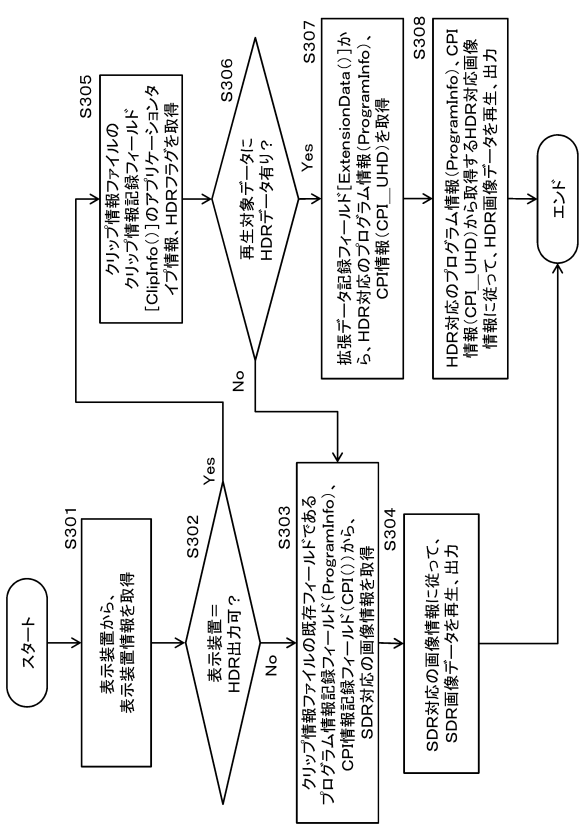 スタート
S301
表示装置から、
表示装置情報を取得
S302
表示装置＝
HDR出力可?
Yes
No
S303
クリップ情報ファイルの既存フィールドである
プログラム情報記録フィールド(ProgramInfo)、
CPI情報記録フィールド(CPI())から、
SDR対応の画像情報を取得
S304
SDR対応の画像情報に従って、
SDR画像データを再生、出力
S305
クリップ情報ファイルの
クリップ情報記録フィールド
[ClipInfo()]のアプリケーションタ
イプ情報、HDRフラグを取得
S306
再生対象データに
HDRデータ有り?
No
Yes
S307
拡張データ記録フィールド[ExtensionData()]か
ら、HDR対応のプログラム情報(ProgramInfo)、
CPI情報(CPI＿UHD)を取得
S308
HDR対応のプログラム情報(ProgramInfo)、CPI
情報(CPI＿UHD)から取得するHDR対応画像
情報に従って、HDR画像データを再生、出力
エンド